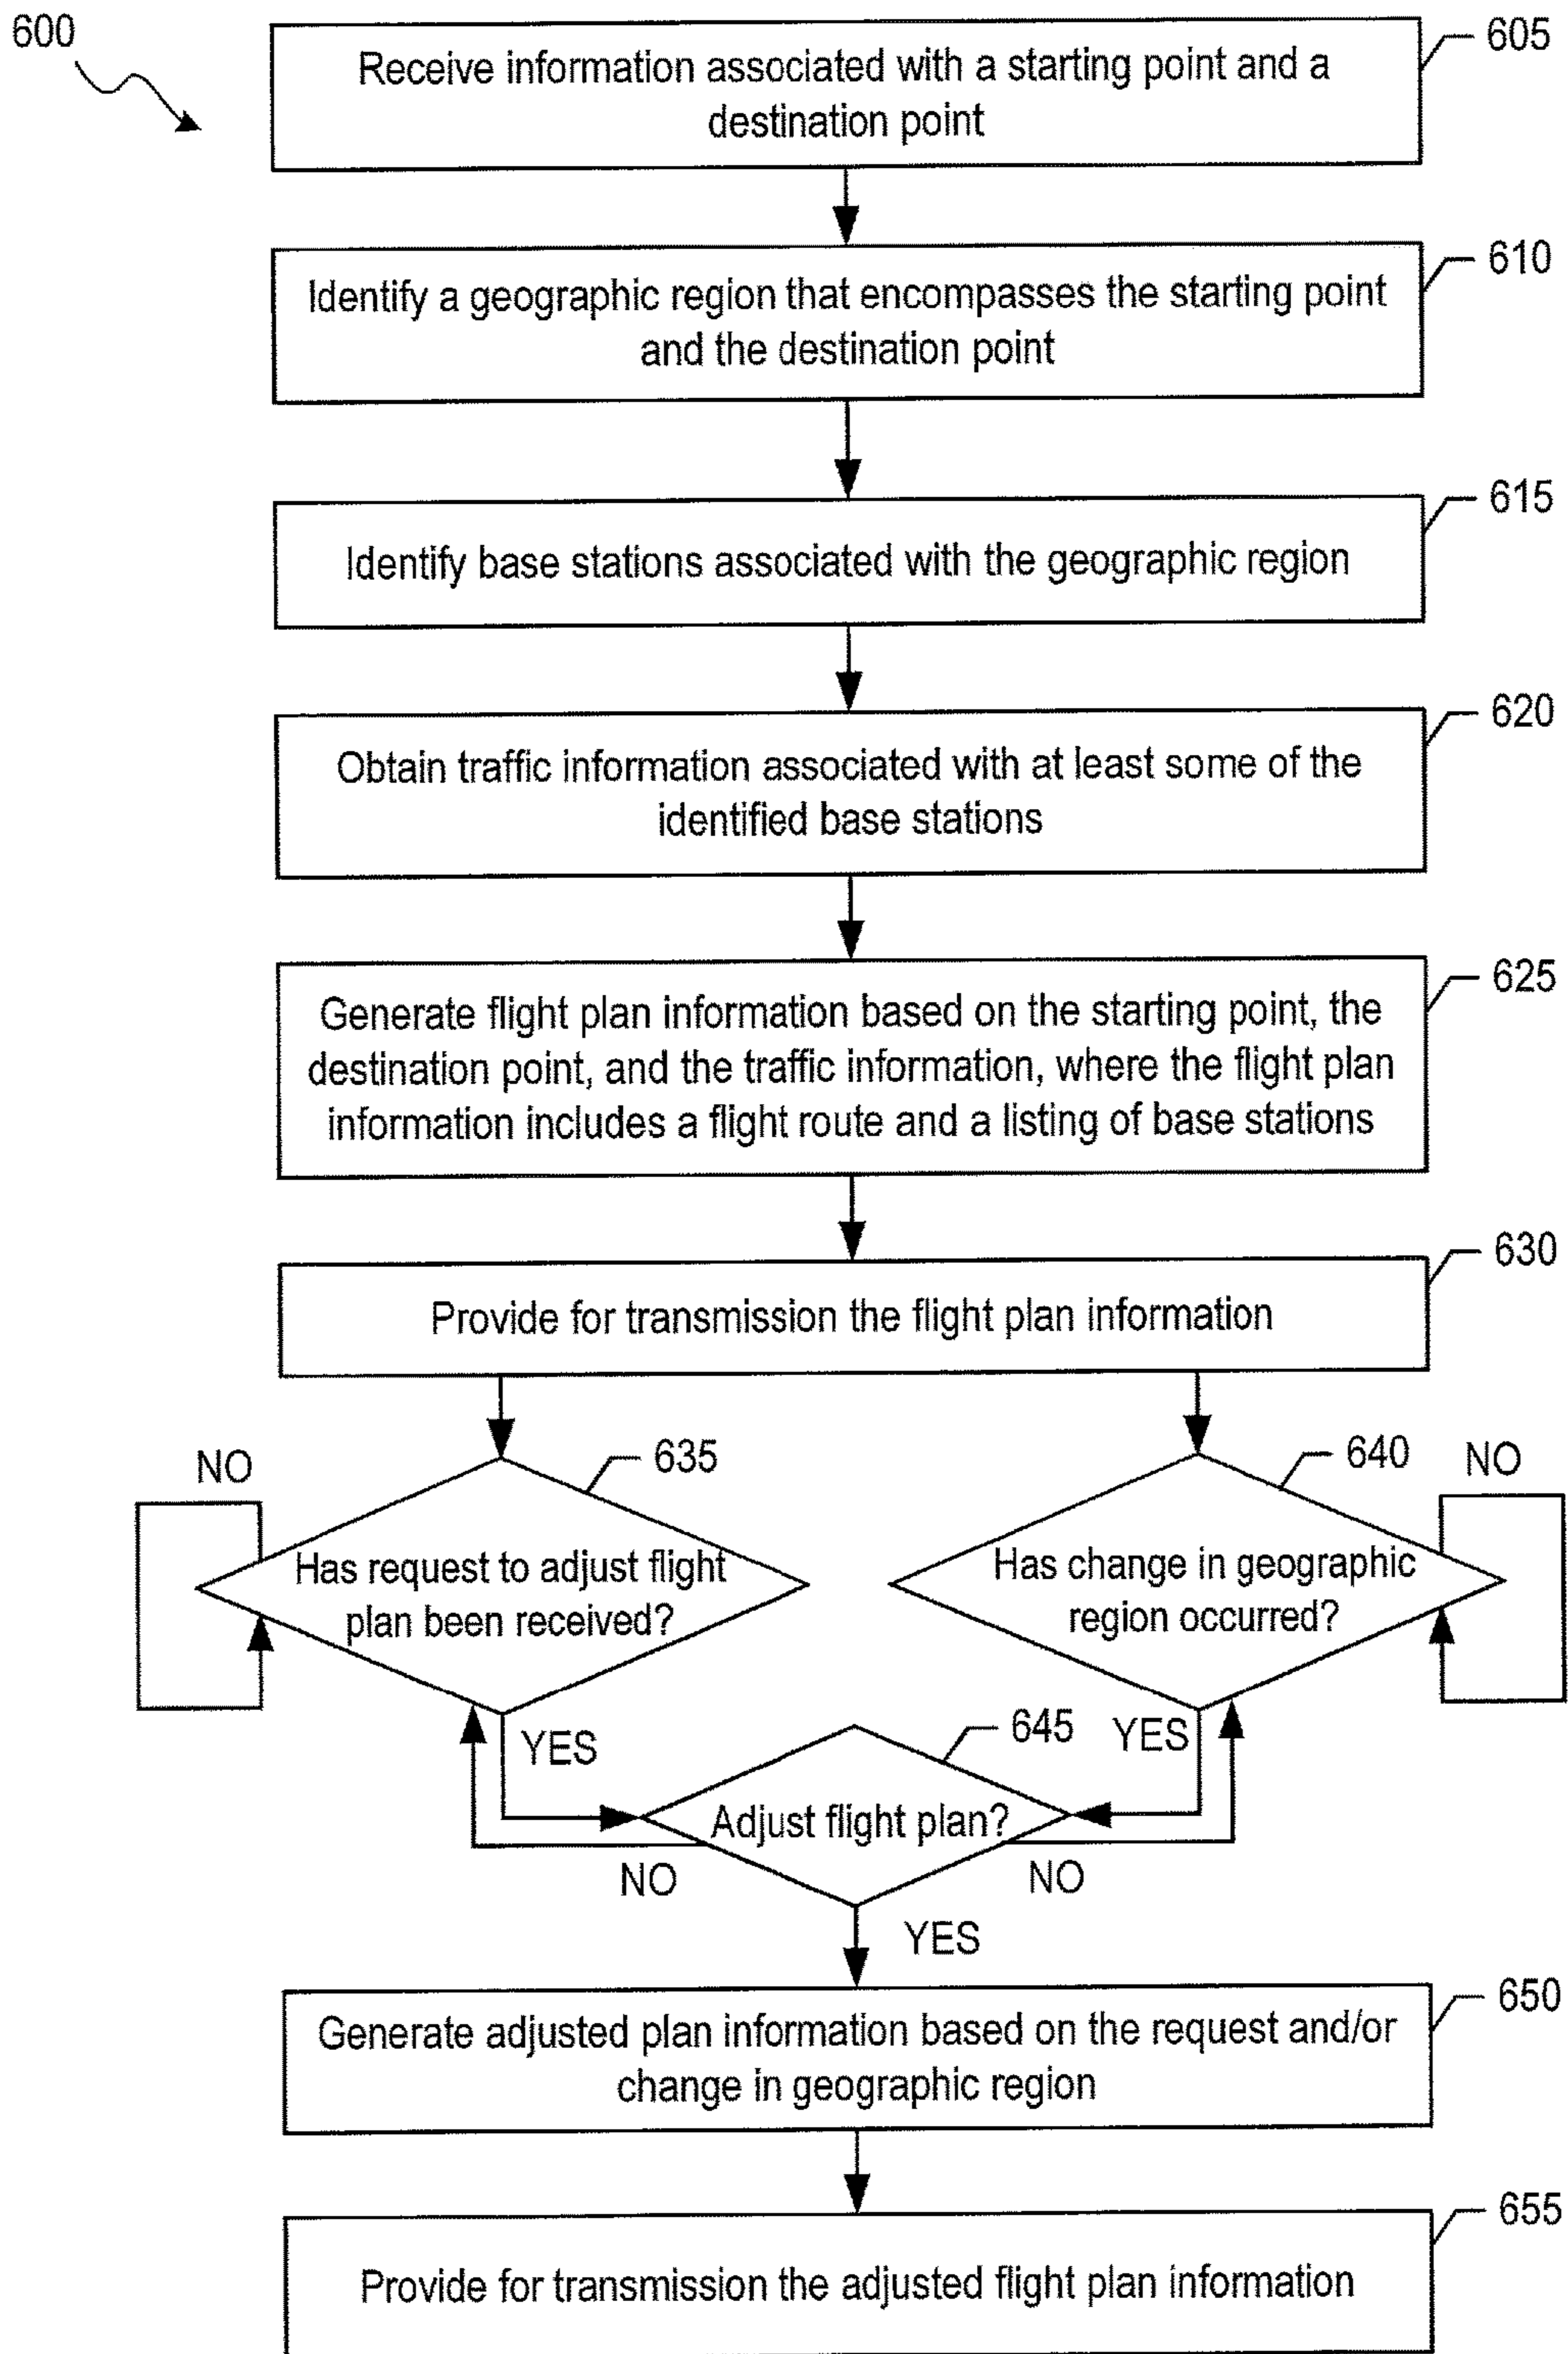 600
605
Receive information associated with a starting point and a
destination point
610
Identify a geographic region that encompasses the starting point
and the destination point
615
Identify base stations associated with the geographic region
620
Obtain traffic information associated with at least some of the
identified base stations
625
Generate flight plan information based on the starting point, the
destination point, and the traffic information, where the flight plan
information includes a flight route and a listing of base stations
630
Provide for transmission the flight plan information
635
NO
Has request to adjust flight
plan been received?
YES
640
NO
Has change in geographic
region occurred?
YES
645
Adjust flight plan?
NO
NO
YES
650
Generate adjusted plan information based on the request and/or
change in geographic region
655
Provide for transmission the adjusted flight plan information